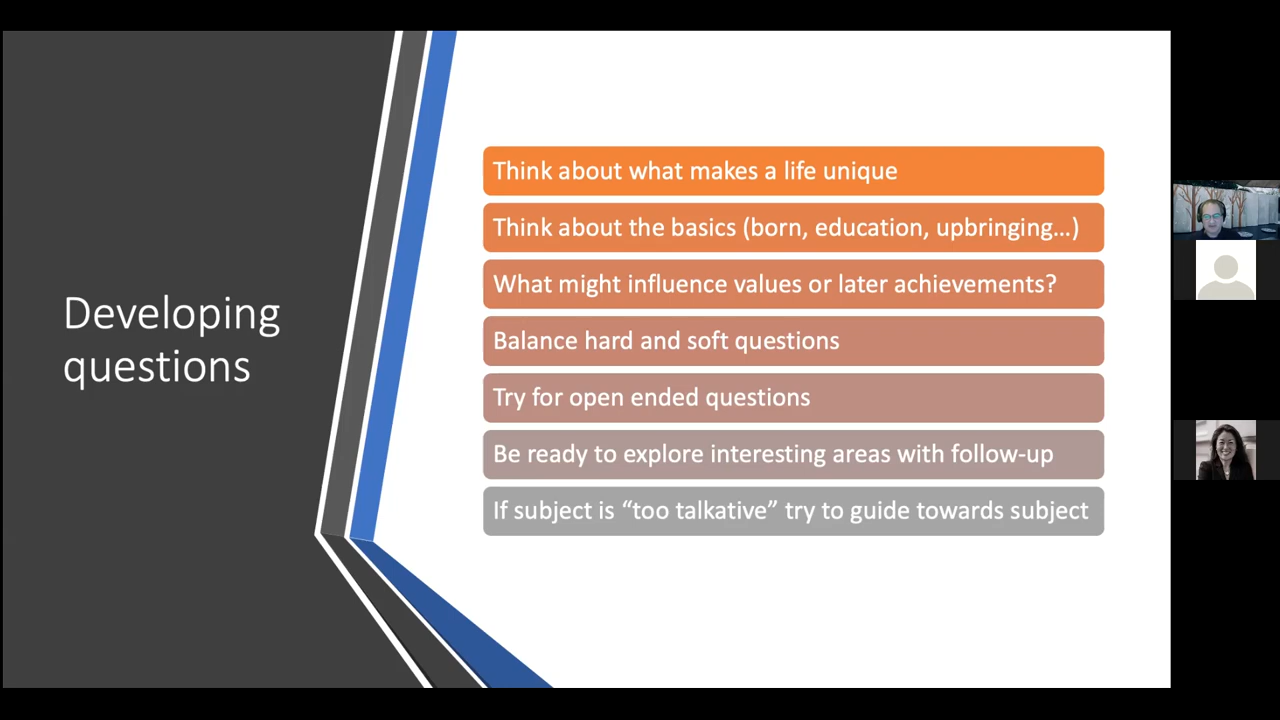 Developing
questions
Think about what makes a life unique
Think about the basics (born, education, upbringing…)
What might influence values or later achievements?
Balance hard and soft questions
Try for open ended questions
Be ready to explore interesting areas with follow-up
If subject is “too talkative” try to guide towards subject